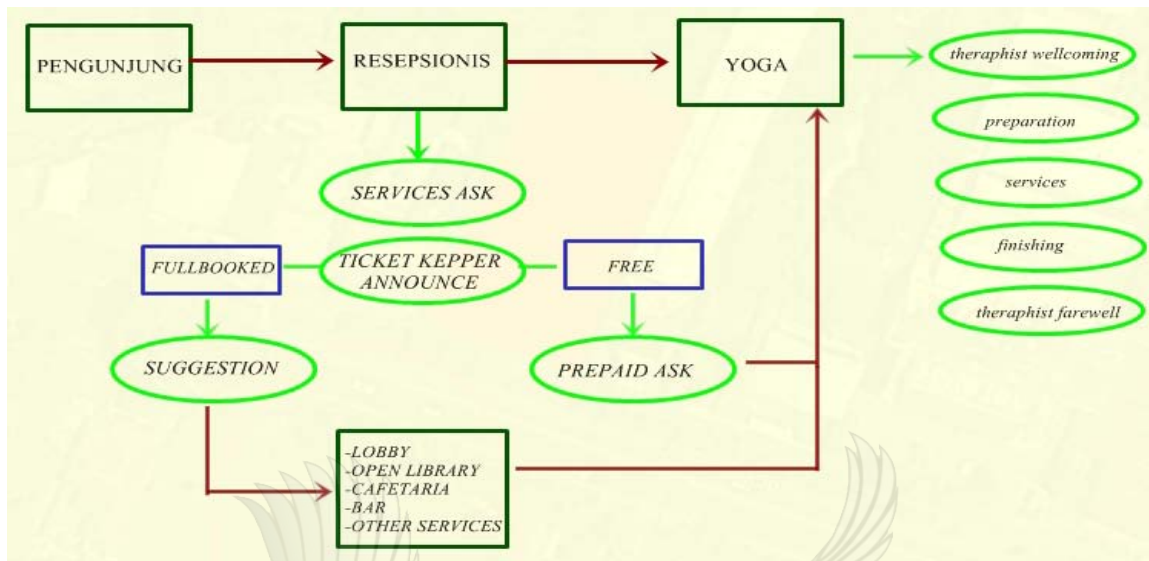 PENGUNJUNG
RESEPSIONIS
YOGA
theraphist wellcoming
preparation
services
finishing
theraphist farewell
SERVICES ASK
FULLBOOKED
TICKET KEPPER
ANNOUNCE
FREE
SUGGESTION
PREPAID ASK
-LOBBY
-OPEN LIBRARY
-CAFETARIA
-BAR
-OTHER SERVICES